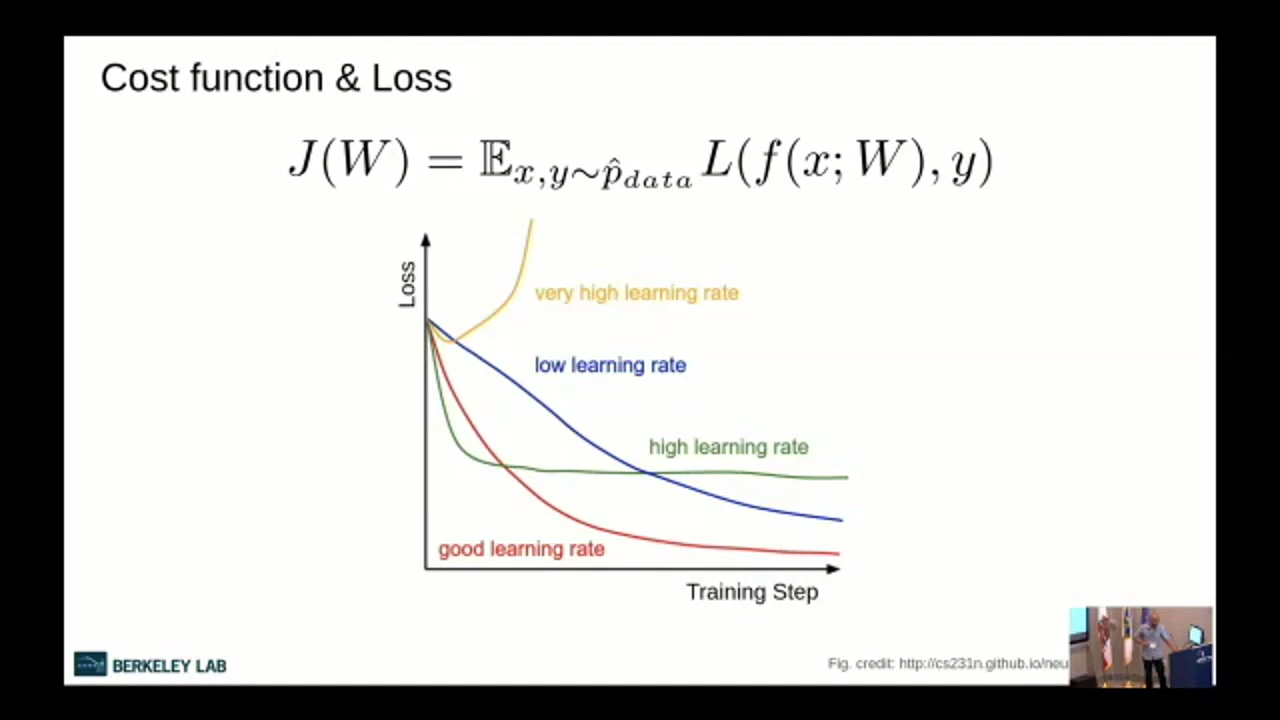 Cost function & Loss
J(W) = 𝔼_{x,y∼p̂_{data}} L(f(x; W), y)
Loss
very high learning rate
low learning rate
high learning rate
good learning rate
Training Step
BERKELEY LAB
Fig. credit: http://cs231n.github.io/neu